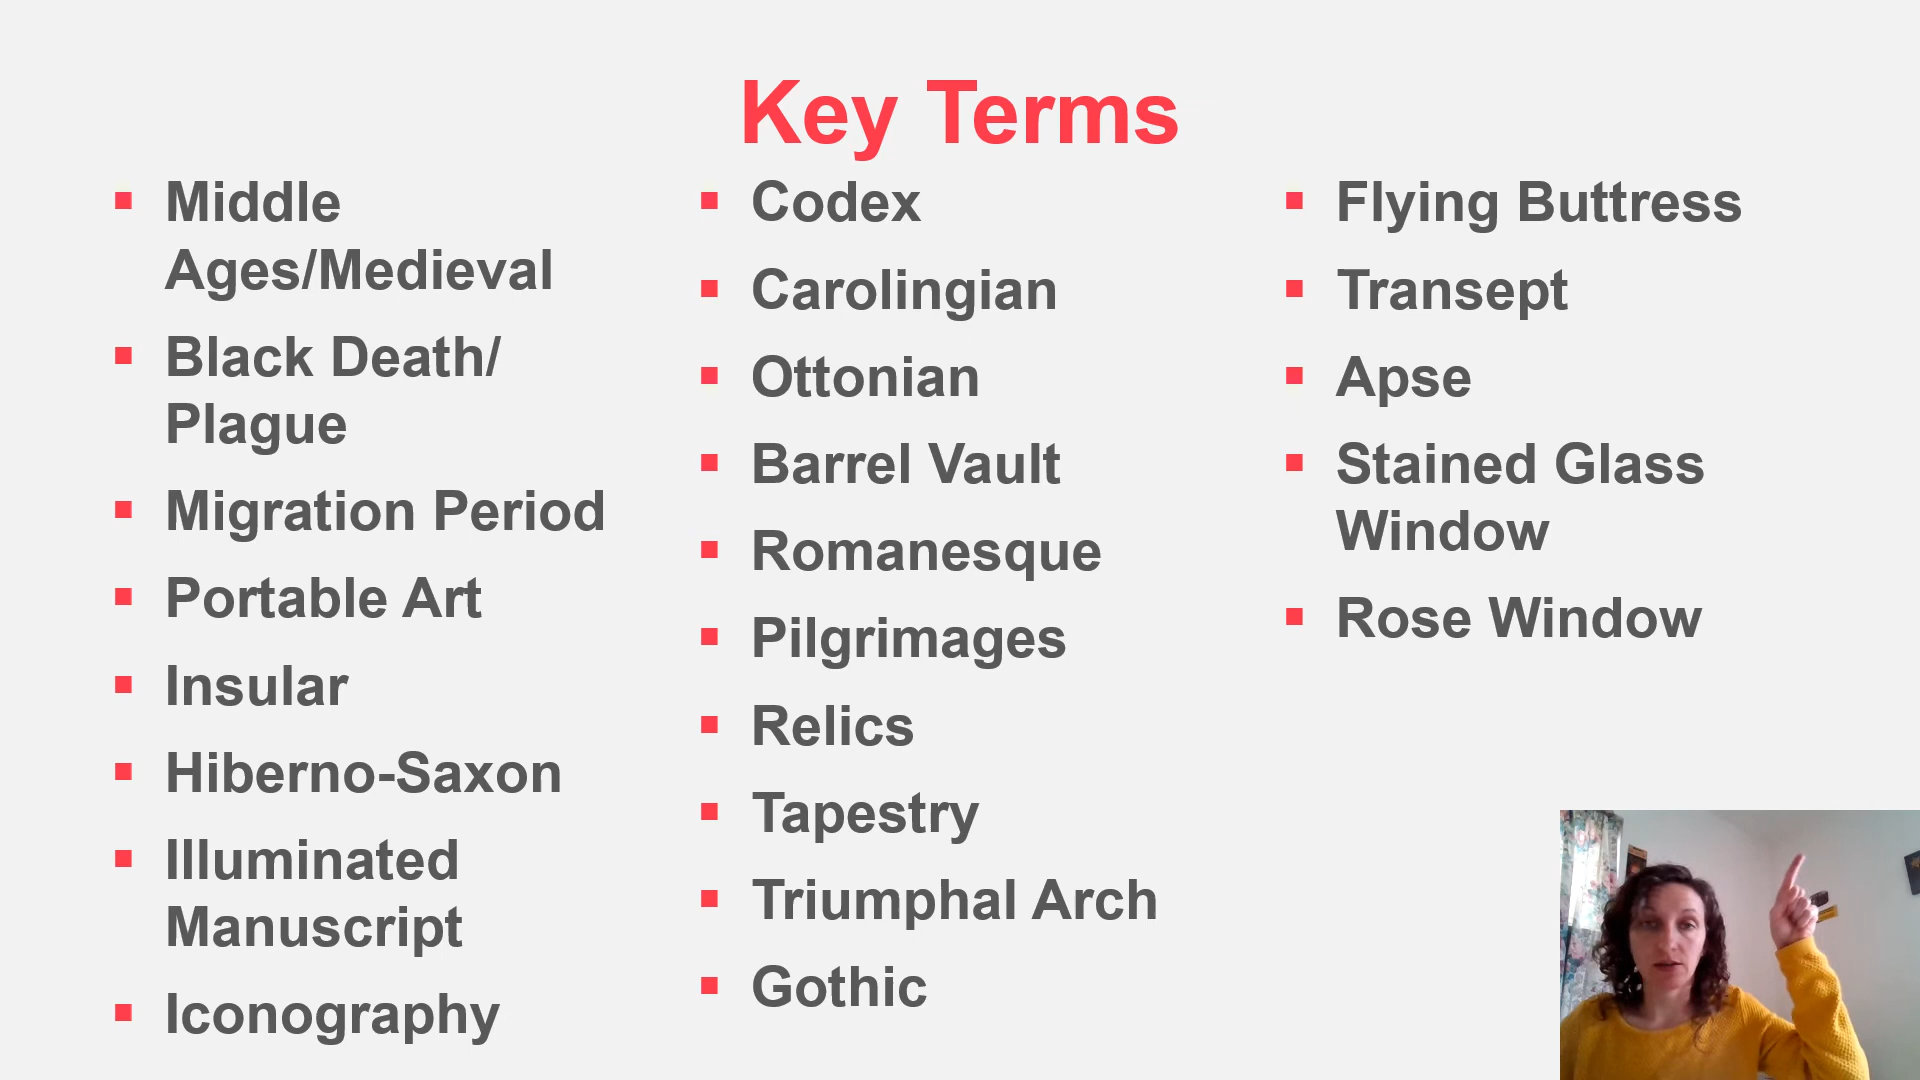 Key Terms
Middle
Ages/Medieval
Black Death/
Plague
Migration Period
Portable Art
Insular
Hiberno-Saxon
Illuminated
Manuscript
Iconography
Codex
Carolingian
Ottonian
Barrel Vault
Romanesque
Pilgrimages
Relics
Tapestry
Triumphal Arch
Gothic
Flying Buttress
Transept
Apse
Stained Glass
Window
Rose Window